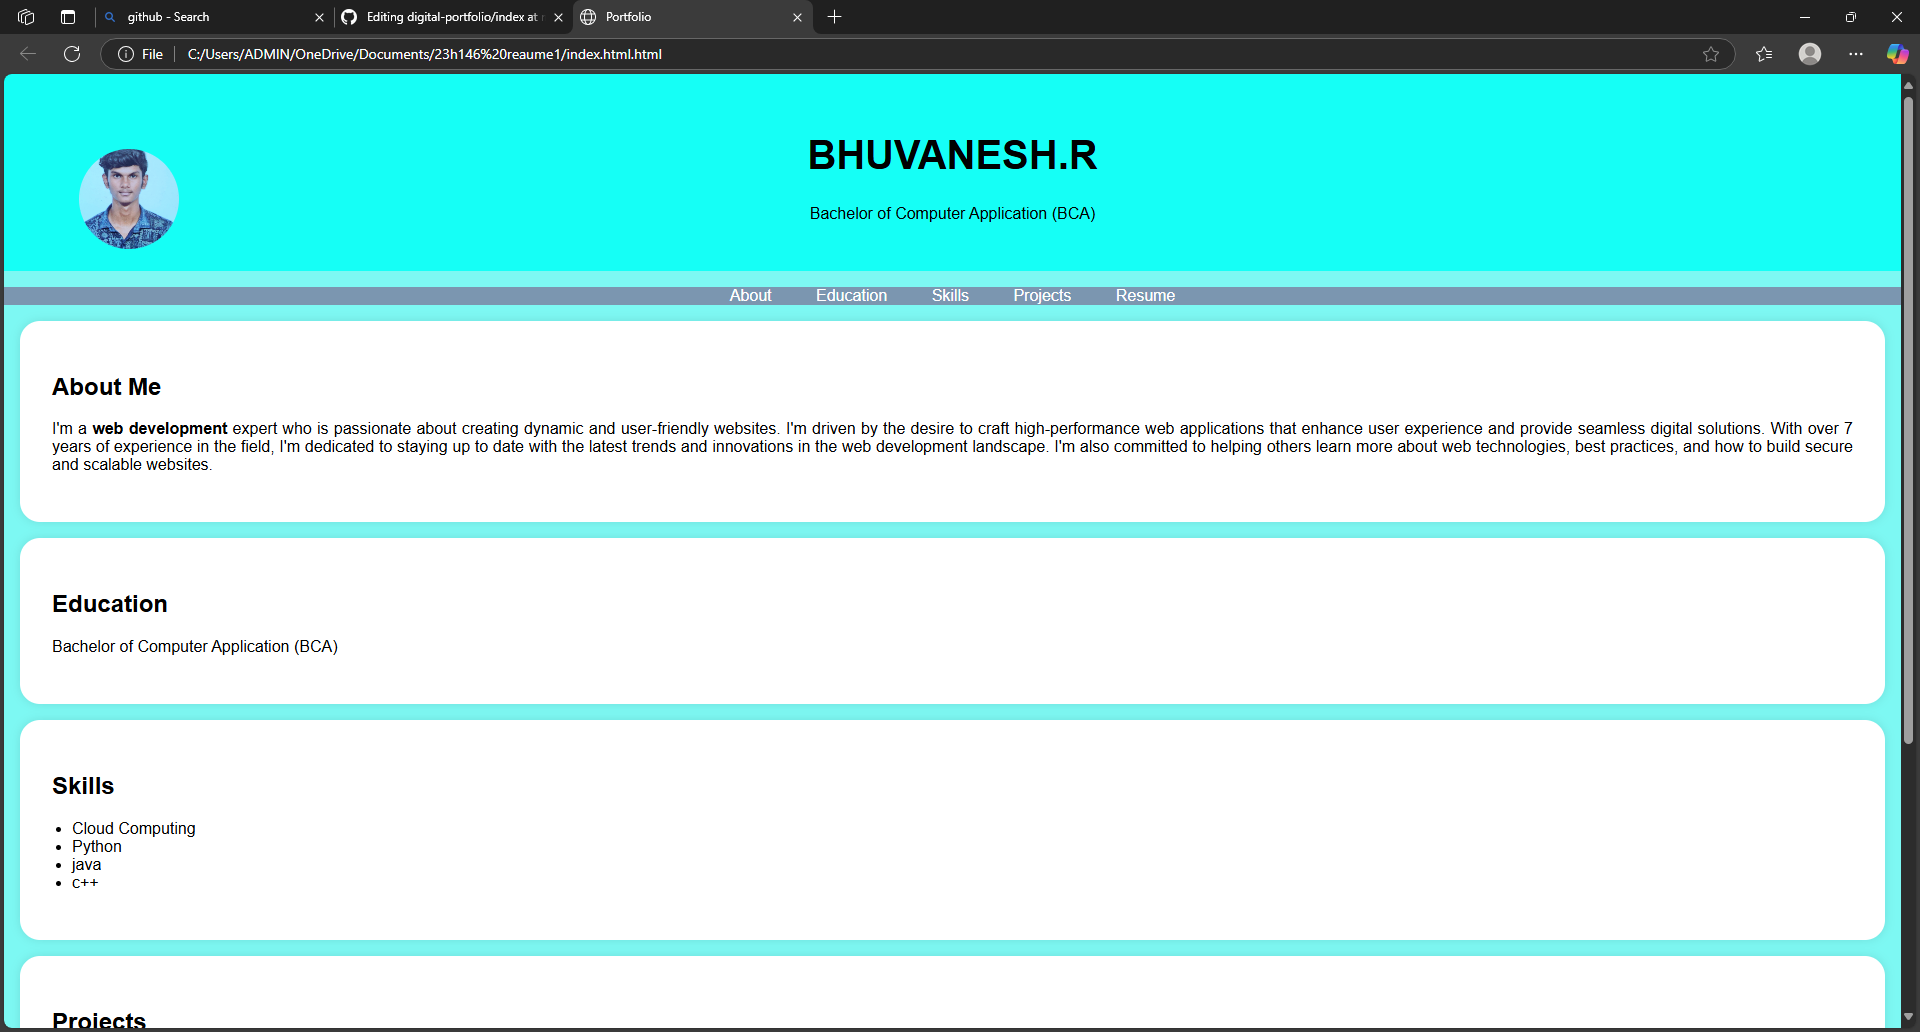 github - Search
Editing digital-portfolio/index at
Portfolio
File
C:/Users/ADMIN/OneDrive/Documents/23h146%20reaume1/index.html.html
BHUVANESH.R
Bachelor of Computer Application (BCA)
About Education Skills Projects Resume
About Me
I'm a web development expert who is passionate about creating dynamic and user-friendly websites. I'm driven by the desire to craft high-performance web applications that enhance user experience and provide seamless digital solutions. With over 7
years of experience in the field, I'm dedicated to staying up to date with the latest trends and innovations in the web development landscape. I'm also committed to helping others learn more about web technologies, best practices, and how to build secure
and scalable websites.
Education
Bachelor of Computer Application (BCA)
Skills
Cloud Computing
Python
java
c++
Projects